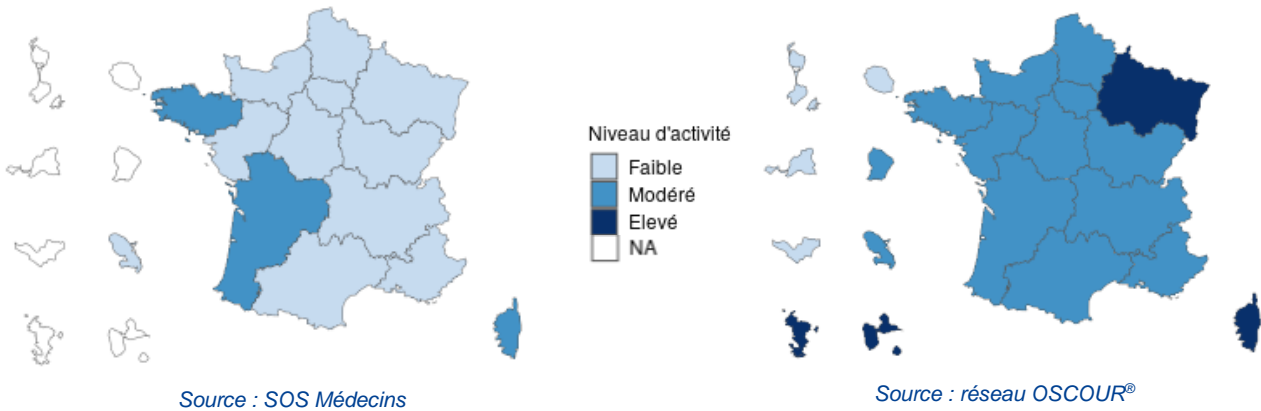 Niveau d'activité
Faible
Modéré
Elevé
NA
Source : SOS Médecins
Source : réseau OSCOUR®